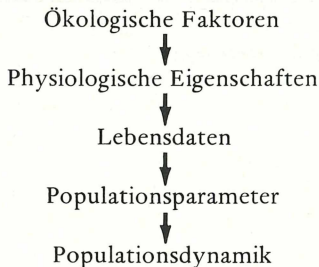 Ökologische Faktoren
Physiologische Eigenschaften
Lebensdaten
Populationsparameter
Populationsdynamik